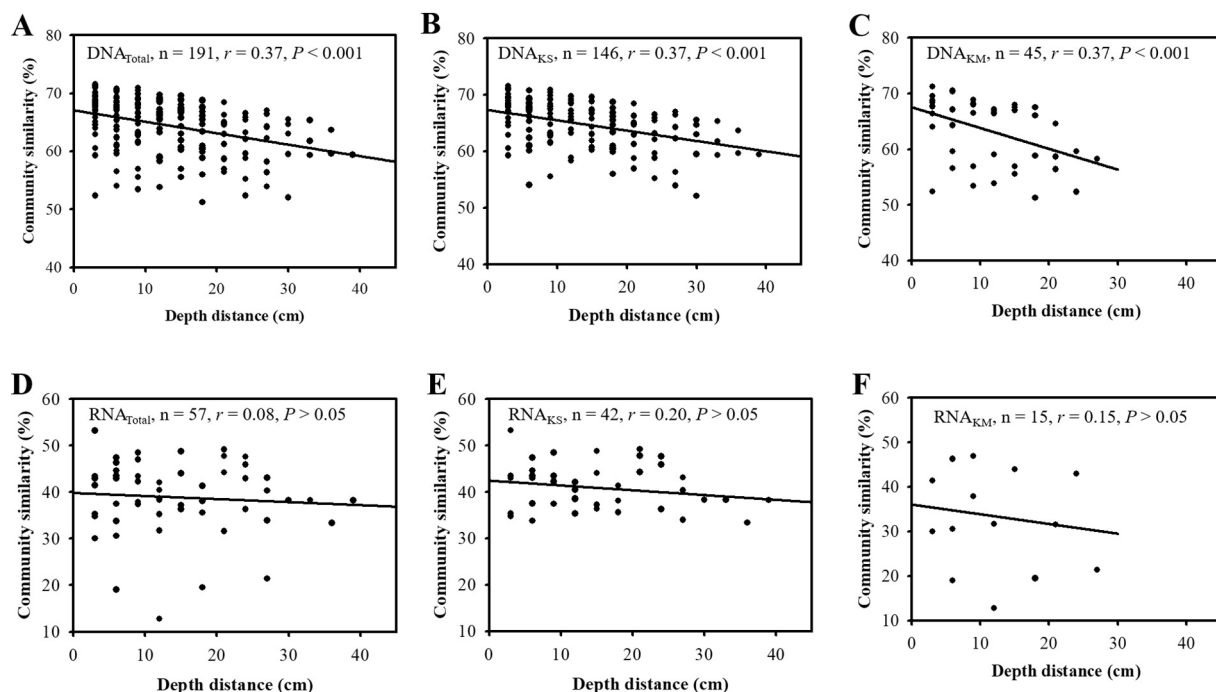 A
DNATotal, n = 191, r = 0.37, P < 0.001
Community similarity (%)
80
70
60
50
40
0 10 20 30 40
Depth distance (cm)
B
DNAKS, n = 146, r = 0.37, P < 0.001
Community similarity (%)
80
70
60
50
40
0 10 20 30 40
Depth distance (cm)
C
DNAKM, n = 45, r = 0.37, P < 0.001
Community similarity (%)
80
70
60
50
40
0 10 20 30 40
Depth distance (cm)
D
RNATotal, n = 57, r = 0.08, P > 0.05
Community similarity (%)
60
50
40
30
20
10
0 10 20 30 40
Depth distance (cm)
E
RNAKS, n = 42, r = 0.20, P > 0.05
Community similarity (%)
60
50
40
30
20
10
0 10 20 30 40
Depth distance (cm)
F
RNAKM, n = 15, r = 0.15, P > 0.05
Community similarity (%)
60
50
40
30
20
10
0 10 20 30 40
Depth distance (cm)